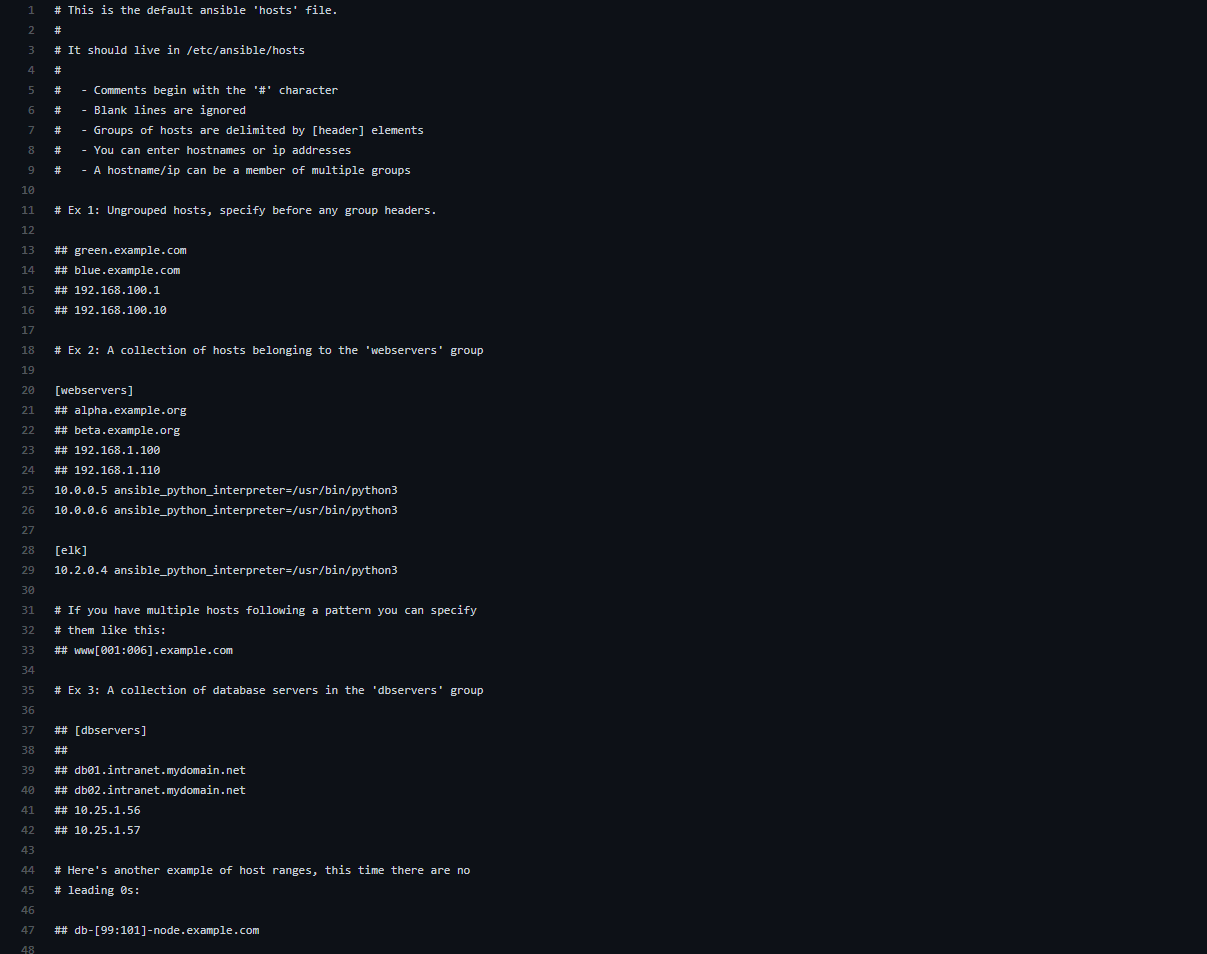 1 # This is the default ansible 'hosts' file.
2 #
3 # It should live in /etc/ansible/hosts
4 #
5 #   - Comments begin with the '#' character
6 #   - Blank lines are ignored
7 #   - Groups of hosts are delimited by [header] elements
8 #   - You can enter hostnames or ip addresses
9 #   - A hostname/ip can be a member of multiple groups
10
11 # Ex 1: Ungrouped hosts, specify before any group headers.
12
13 ## green.example.com
14 ## blue.example.com
15 ## 192.168.100.1
16 ## 192.168.100.10
17
18 # Ex 2: A collection of hosts belonging to the 'webservers' group
19
20 [webservers]
21 ## alpha.example.org
22 ## beta.example.org
23 ## 192.168.1.100
24 ## 192.168.1.110
25 10.0.0.5 ansible_python_interpreter=/usr/bin/python3
26 10.0.0.6 ansible_python_interpreter=/usr/bin/python3
27
28 [elk]
29 10.2.0.4 ansible_python_interpreter=/usr/bin/python3
30
31 # If you have multiple hosts following a pattern you can specify
32 # them like this:
33 ## www[001:006].example.com
34
35 # Ex 3: A collection of database servers in the 'dbservers' group
36
37 ## [dbservers]
38 ##
39 ## db01.intranet.mydomain.net
40 ## db02.intranet.mydomain.net
41 ## 10.25.1.56
42 ## 10.25.1.57
43
44 # Here's another example of host ranges, this time there are no
45 # leading 0s:
46
47 ## db-[99:101]-node.example.com
48